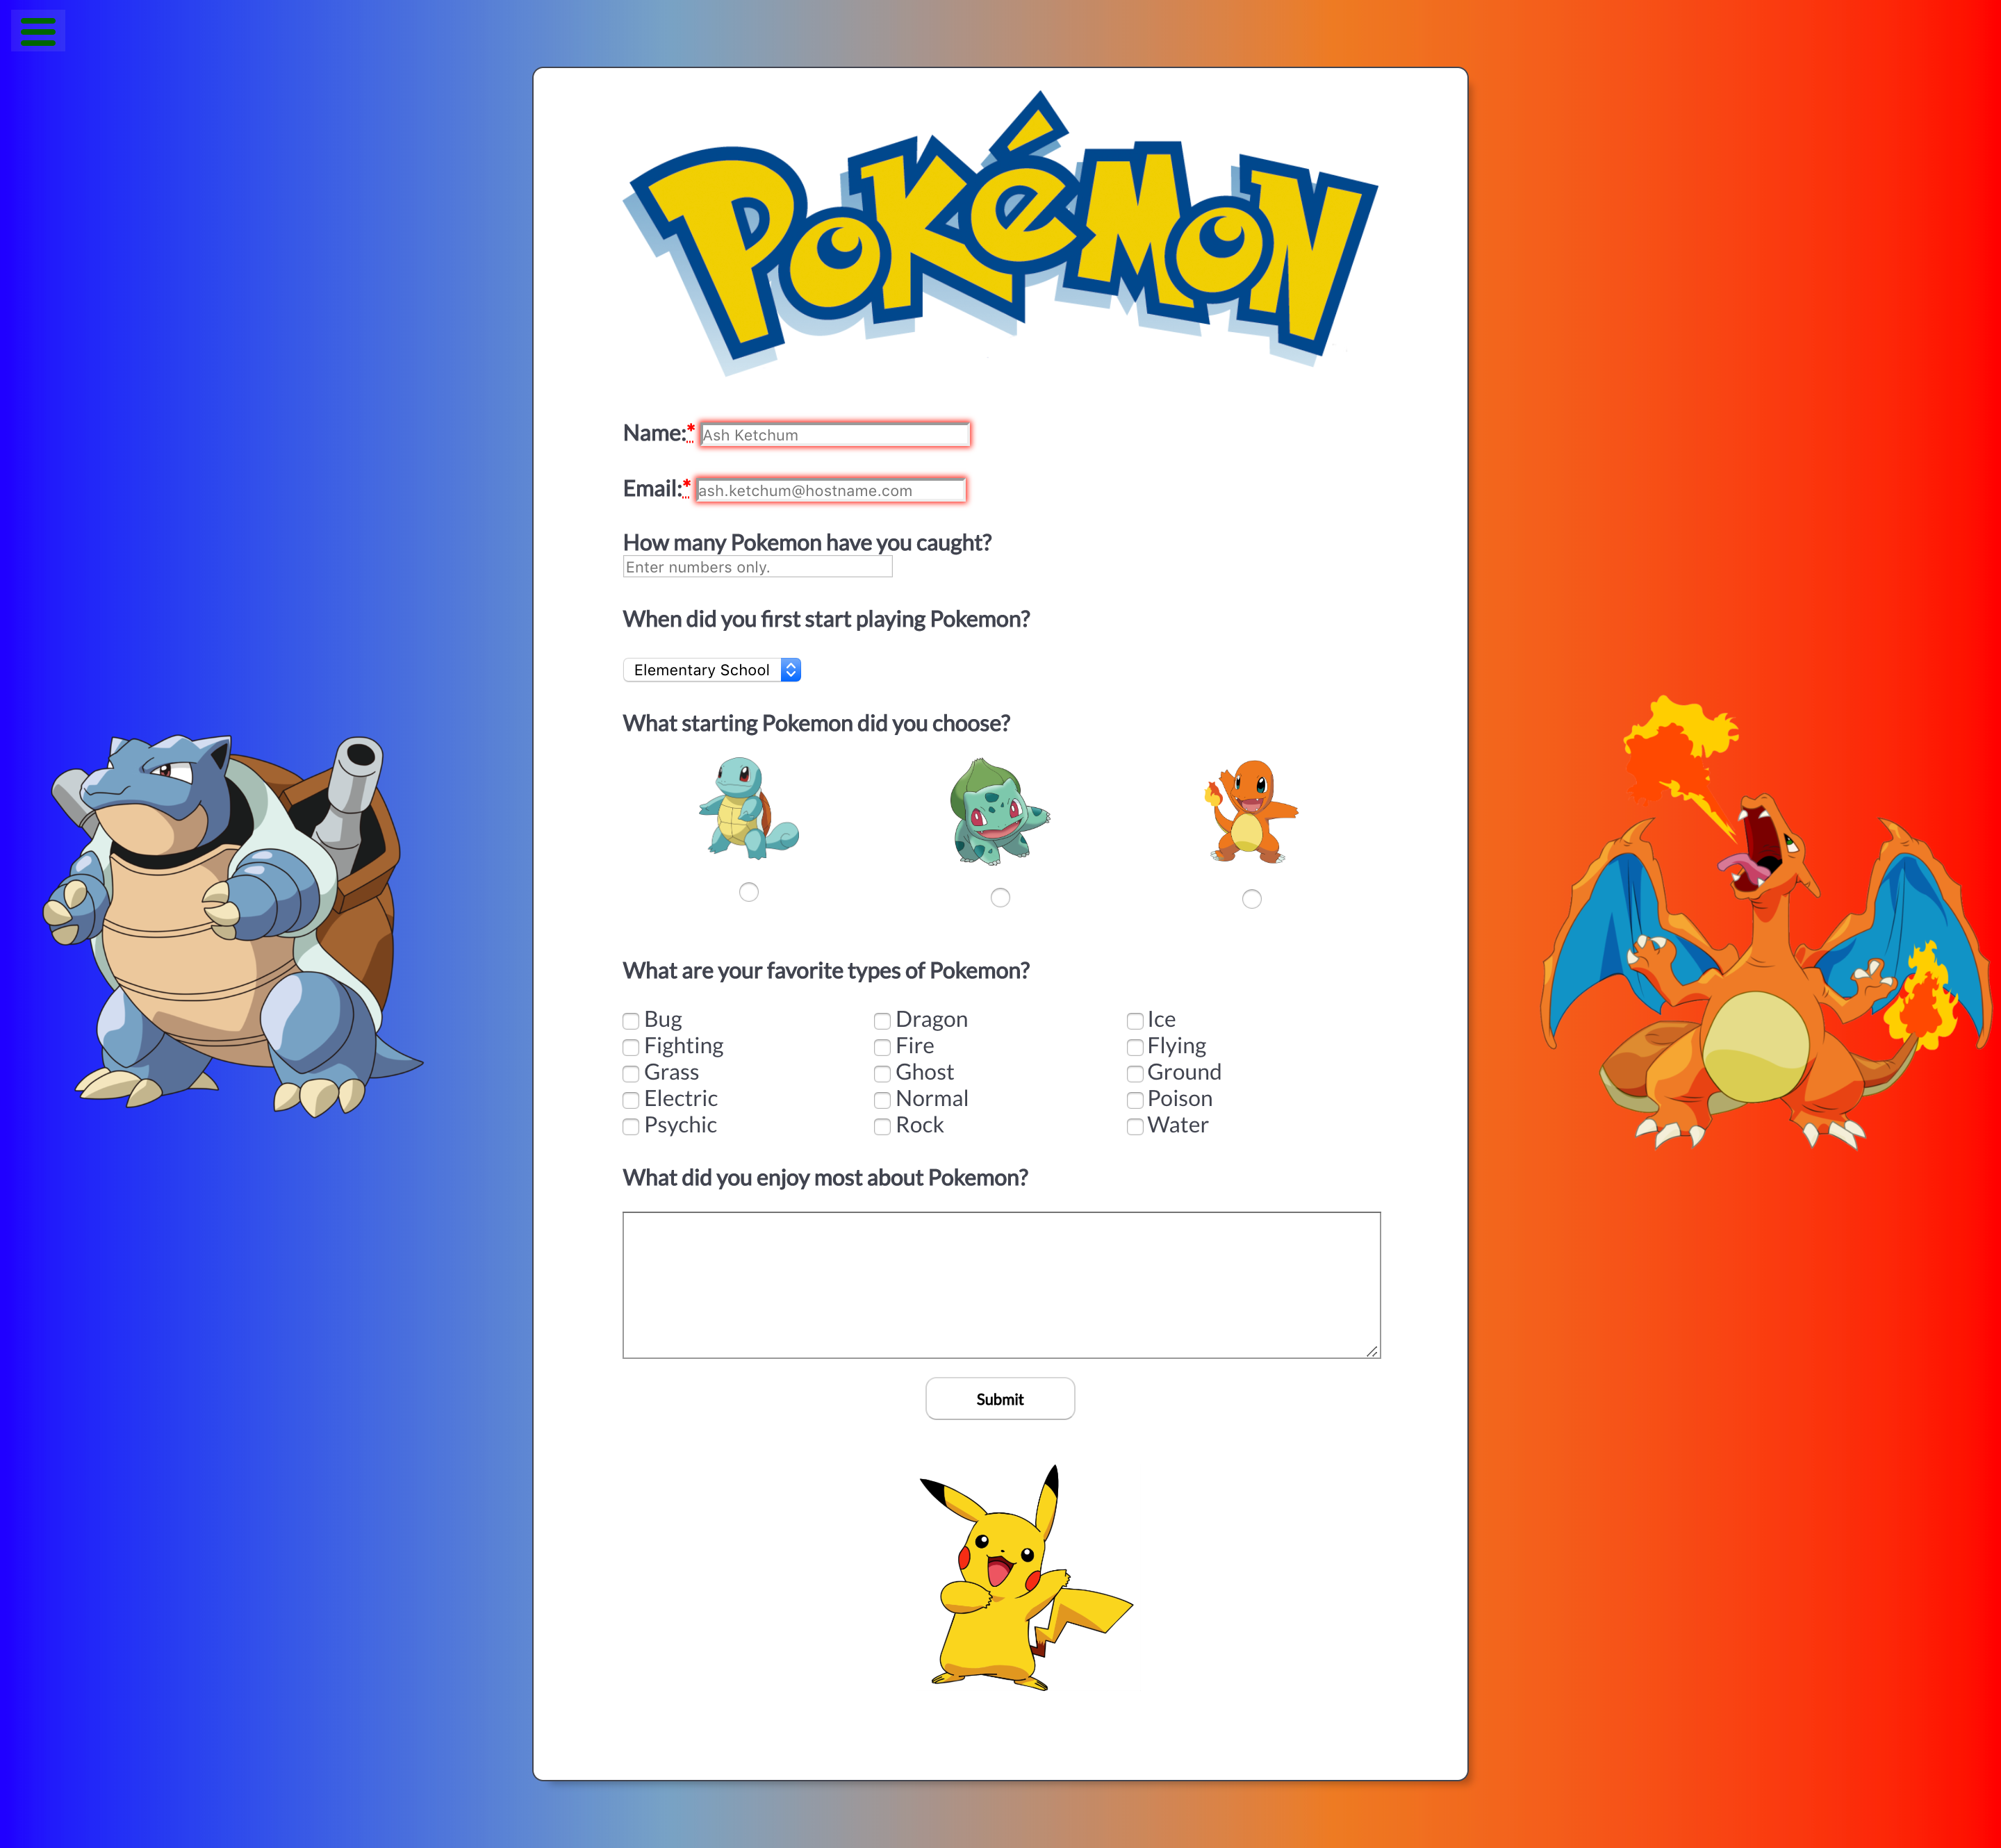 POKéMON
Name:* Ash Ketchum
Email:* ash.ketchum@hostname.com
How many Pokemon have you caught?
Enter numbers only.
When did you first start playing Pokemon?
Elementary School
What starting Pokemon did you choose?
What are your favorite types of Pokemon?
Bug Dragon Ice
Fighting Fire Flying
Grass Ghost Ground
Electric Normal Poison
Psychic Rock Water
What did you enjoy most about Pokemon?
Submit